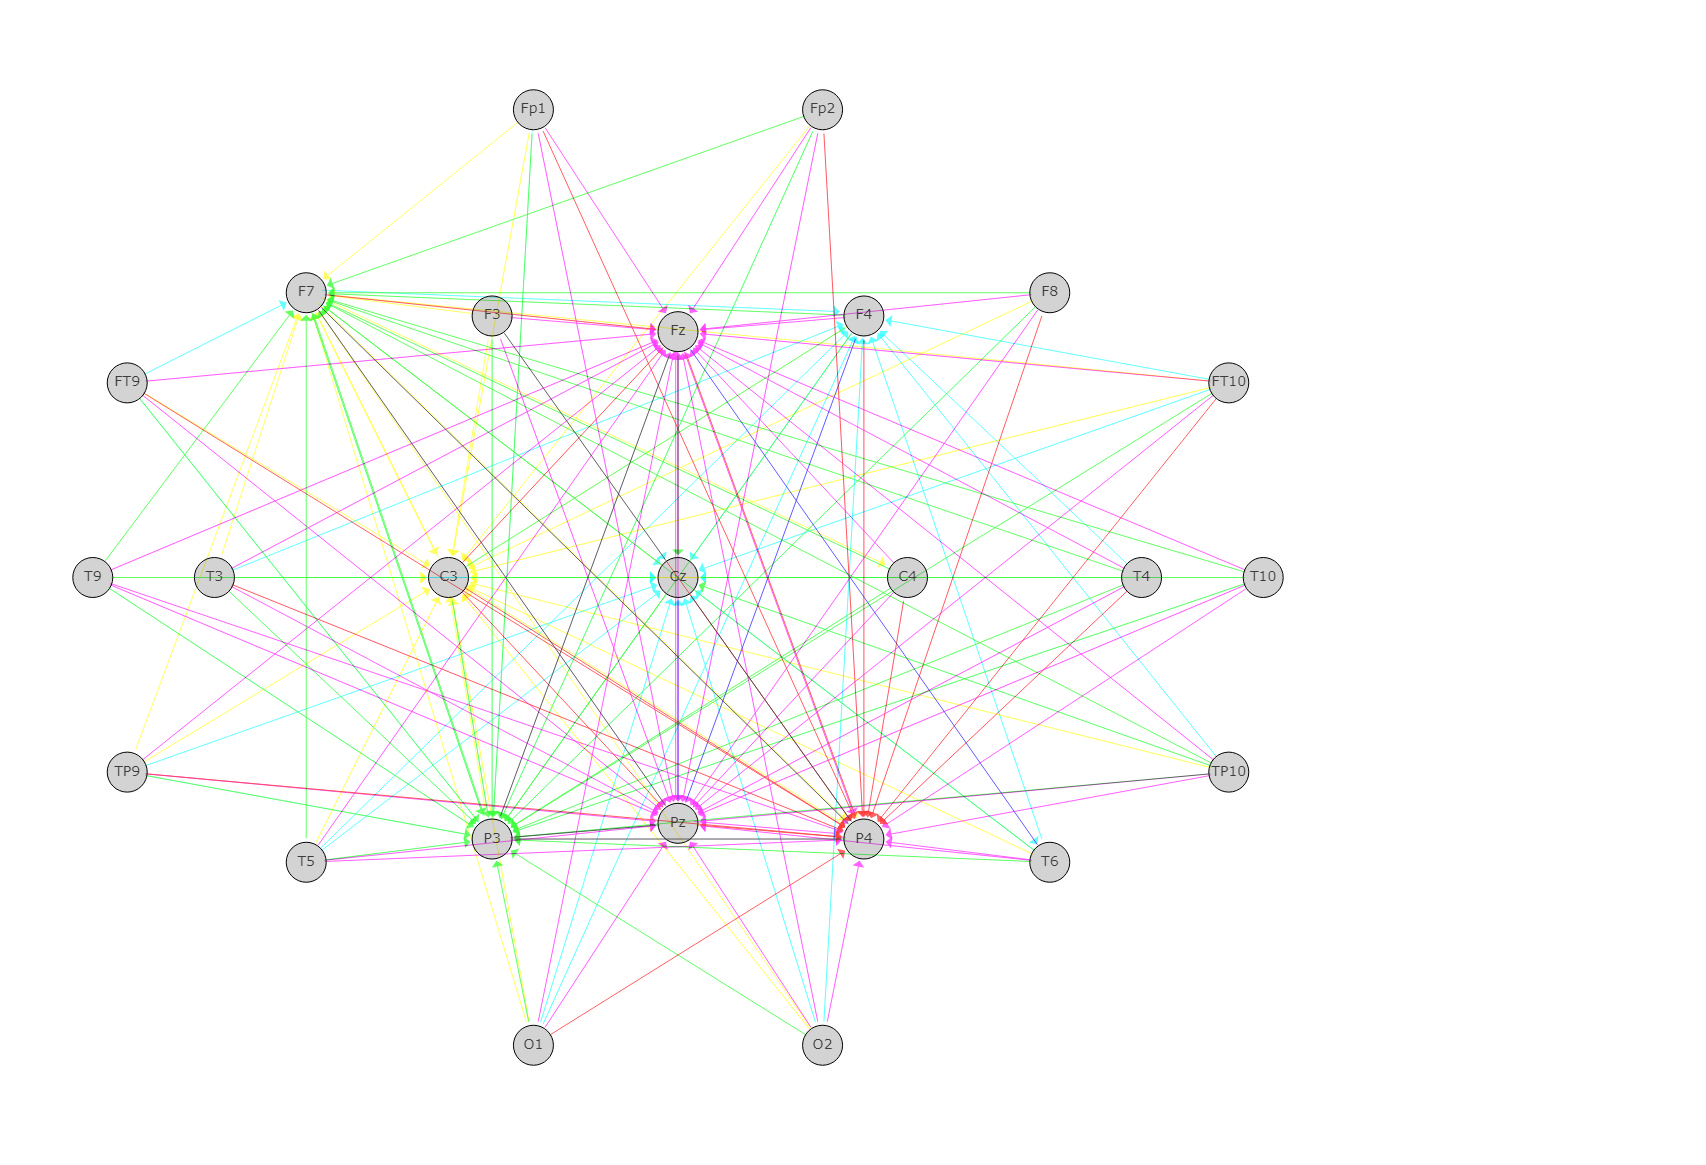 Fp1 Fp2
F7 F3 Fz F4 F8
FT9 FT10
T9 T3 C3 Cz C4 T4 T10
TP9 TP10
T5 P3 Pz P4 T6
O1 O2